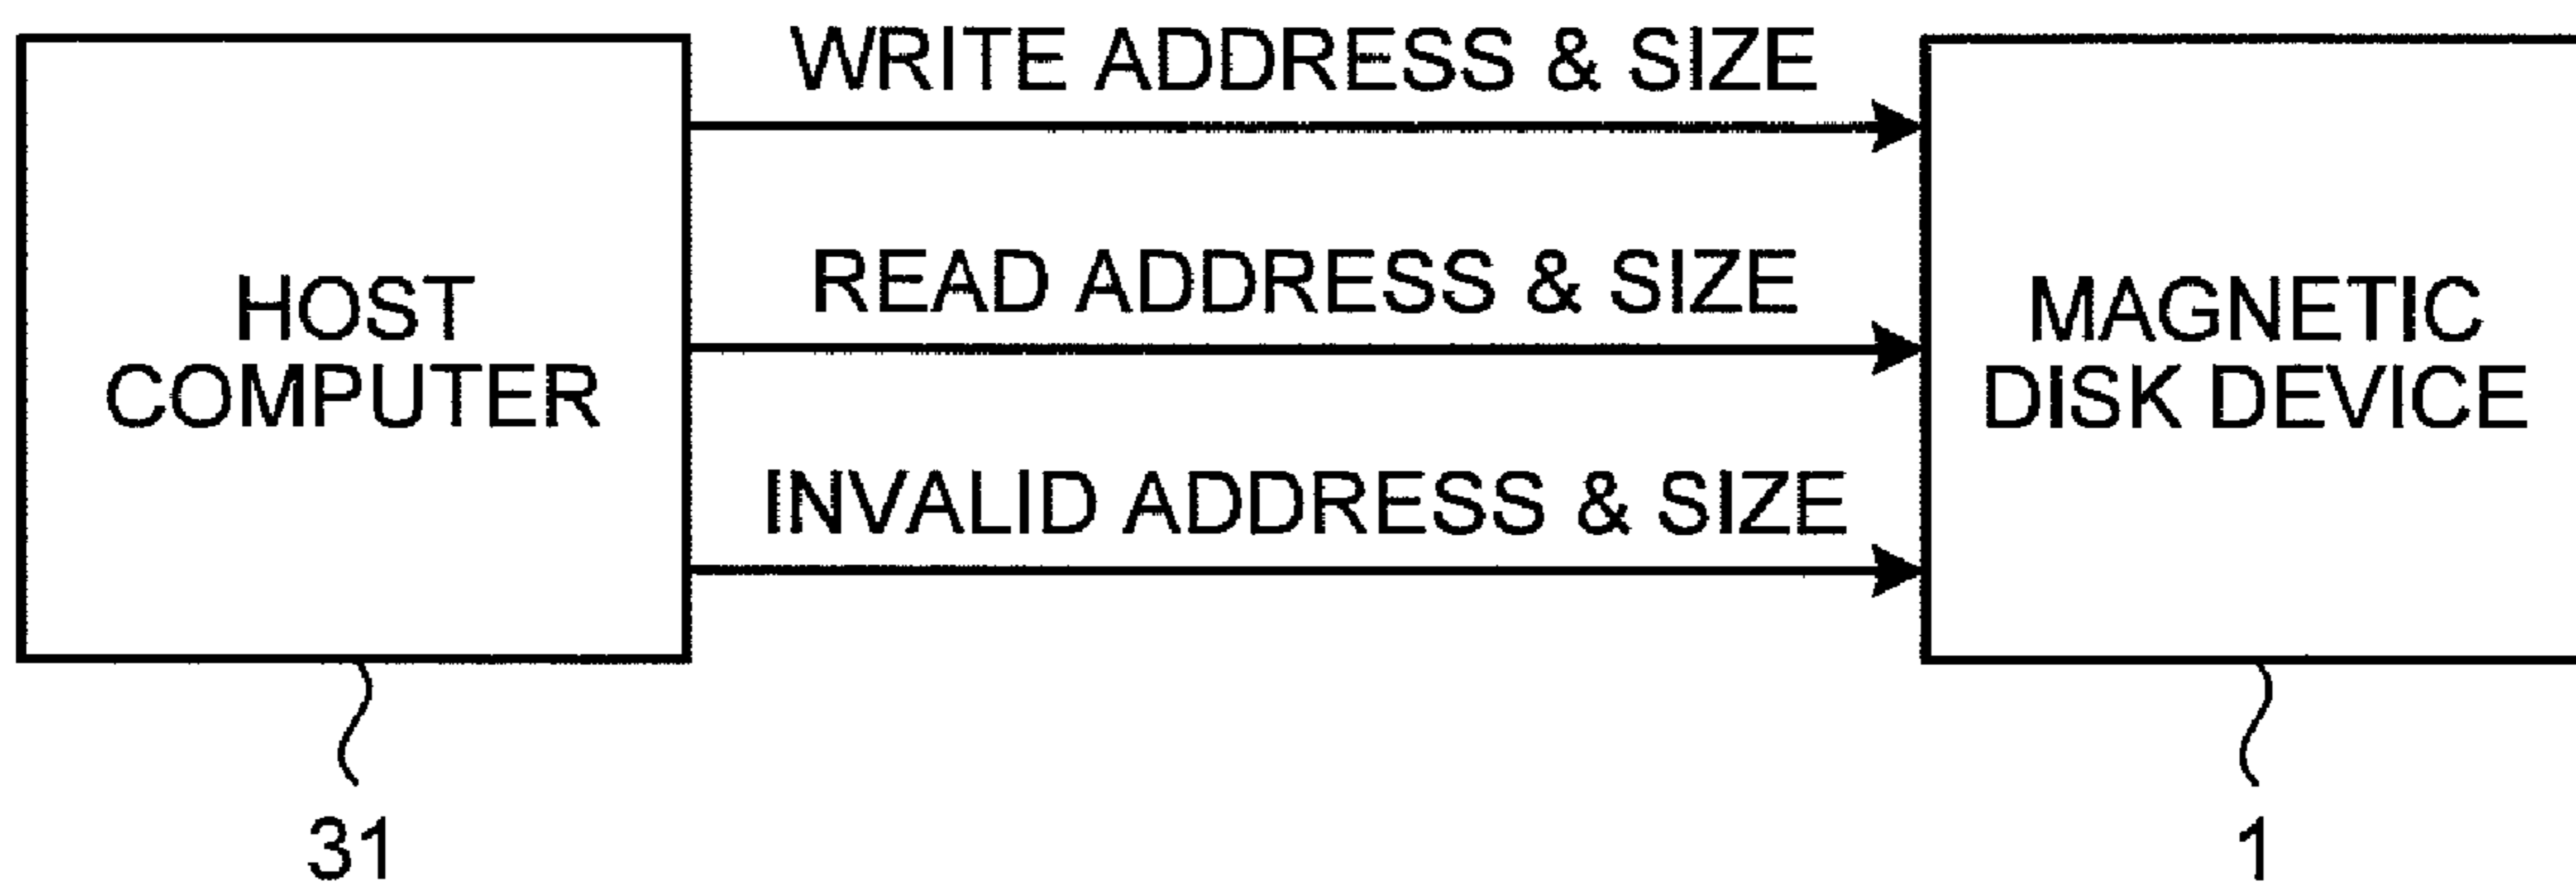 WRITE ADDRESS & SIZE
READ ADDRESS & SIZE
INVALID ADDRESS & SIZE
HOST
COMPUTER
MAGNETIC
DISK DEVICE
31
1